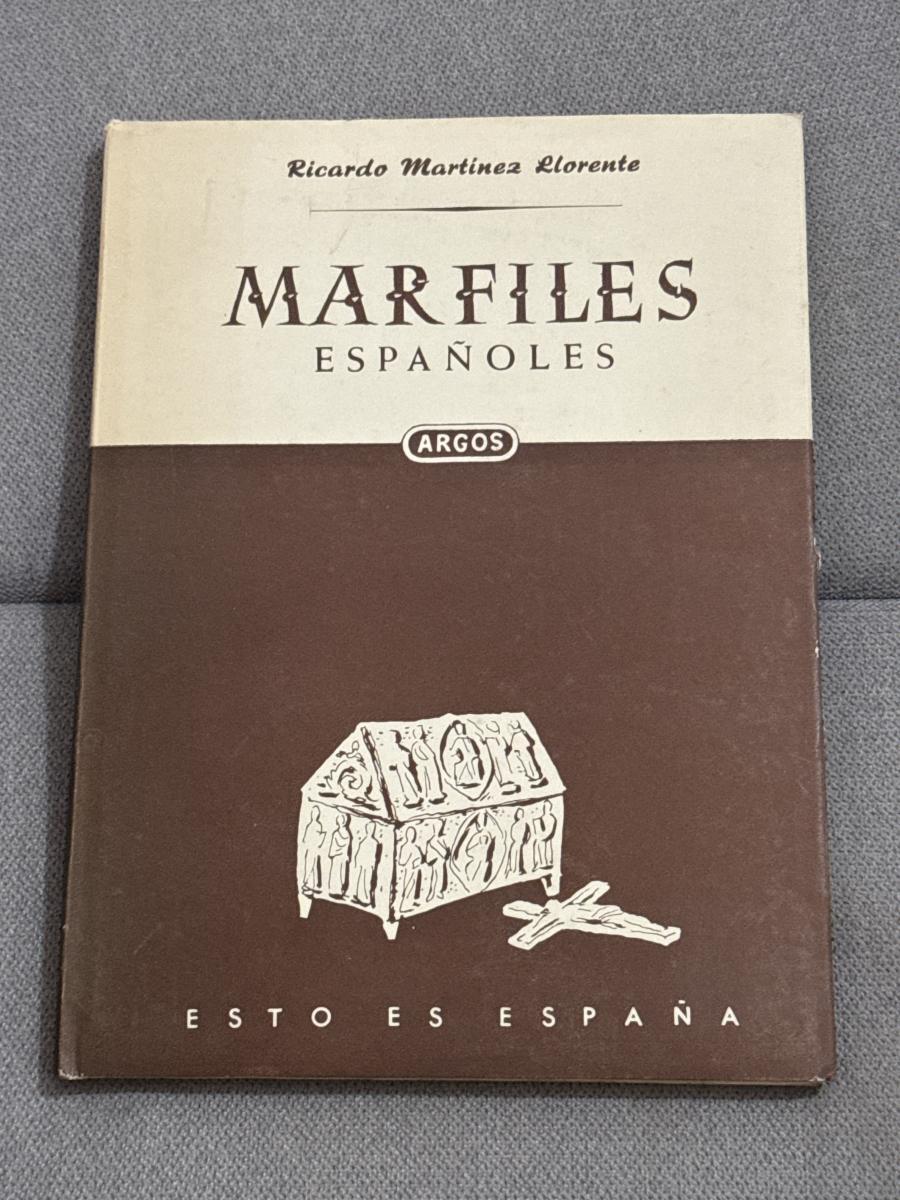 Ricardo Martinez Llorente
MARFILES
ESPAÑOLES
ARGOS
ESTO ES ESPAÑA